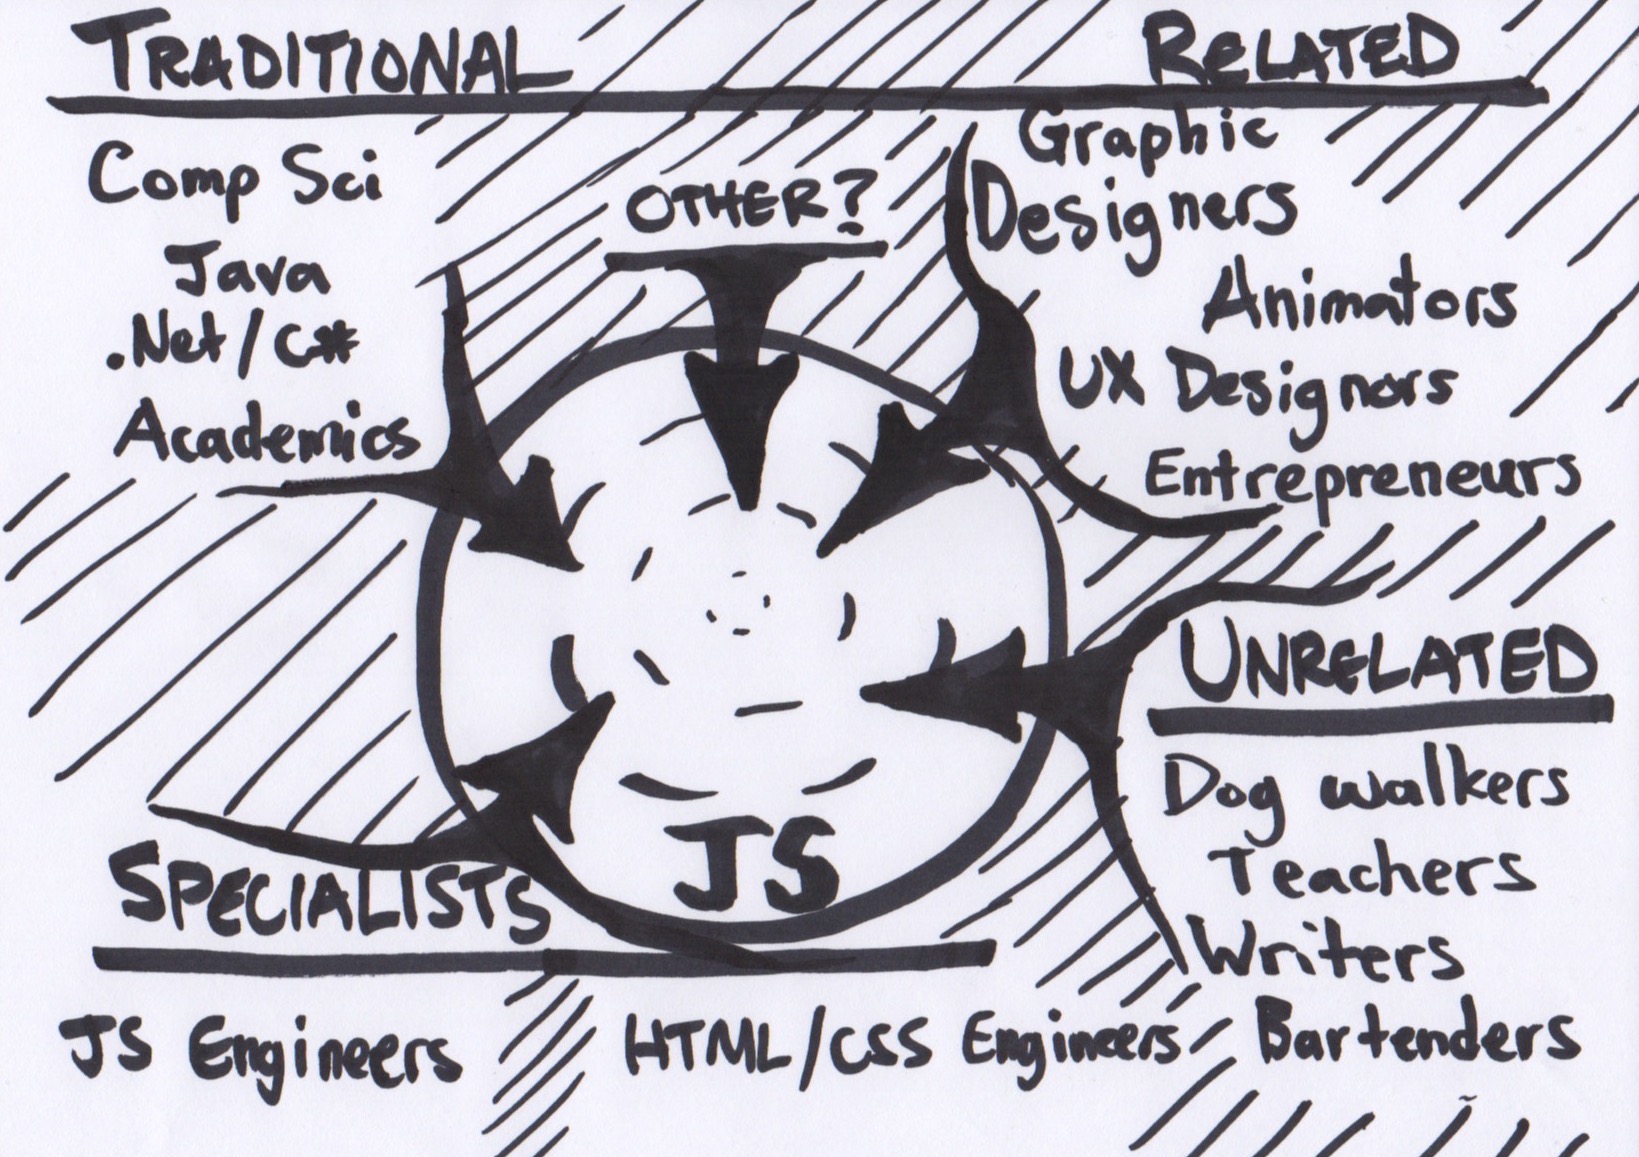 TRADITIONAL
Comp Sci
Java
.Net/C*
Academics
OTHER?
RELATED
Graphic
Designers
Animators
UX Designors
Entrepreneurs
UNRELATED
Dog walkers
Teachers
Writers
Bartenders
JS
SPECIALISTS
JS Engineers
HTML/CSS Engineers